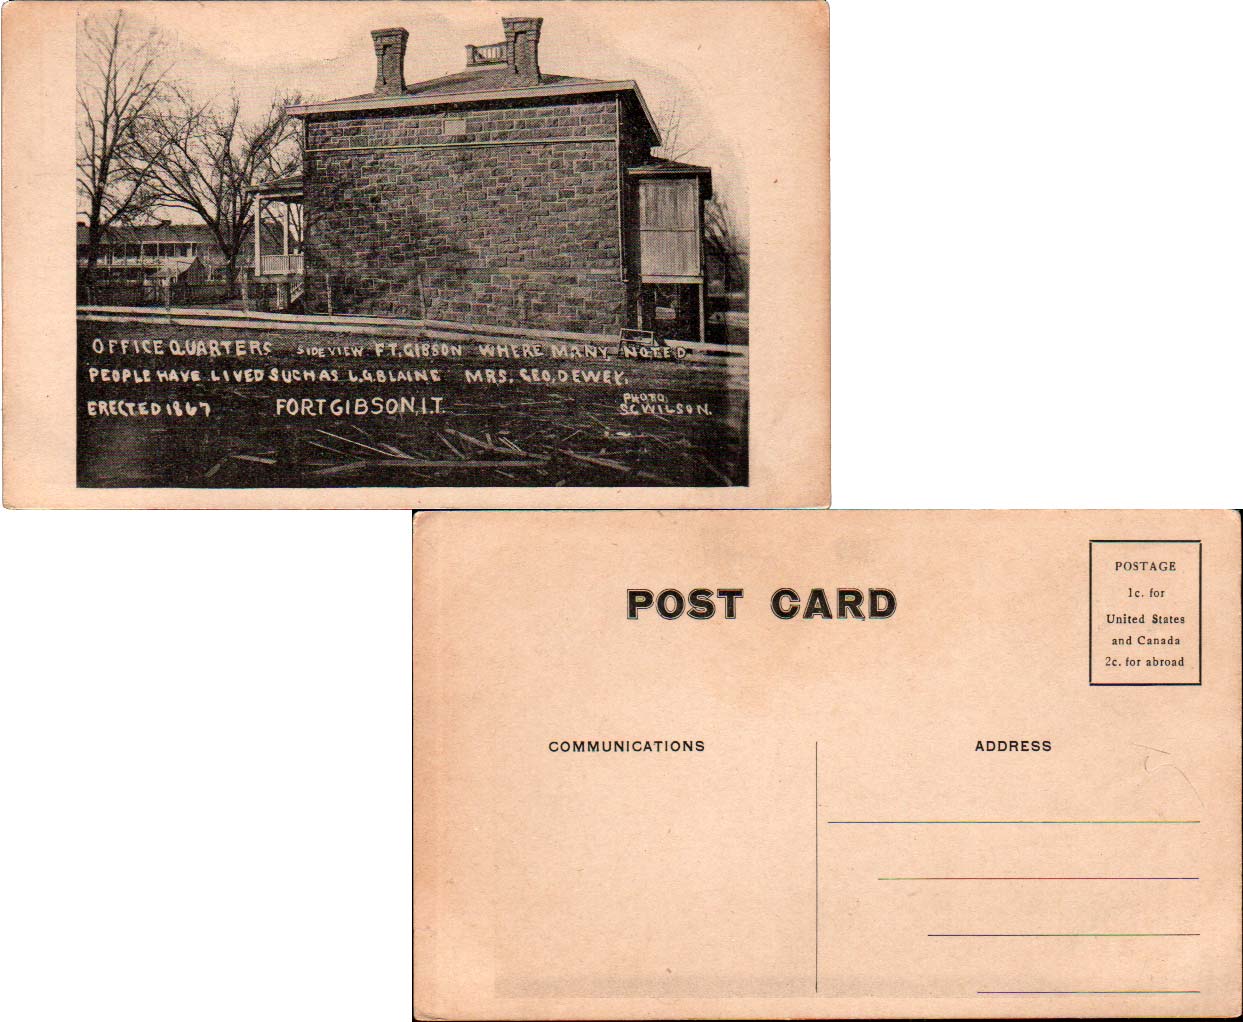 OFFICE QUARTERS SIDE VIEW FT. GIBSON WHERE MANY NOTED
PEOPLE HAVE LIVED SUCH AS L.G. BLAINE MRS. GEO. DEWEY.
ERECTED 1867 FORT GIBSON, I.T. PHOTO.
S.C. WILSON.
POST CARD
POSTAGE
1c. for
United States
and Canada
2c. for abroad
COMMUNICATIONS
ADDRESS